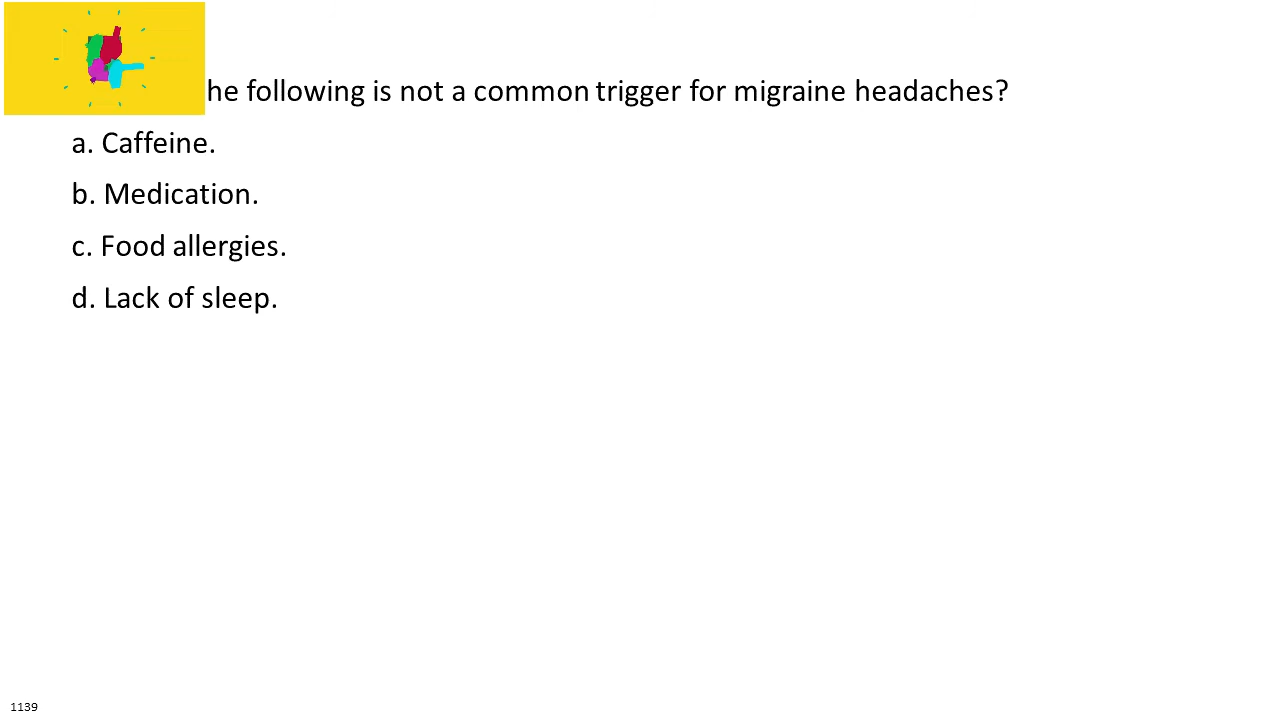 he following is not a common trigger for migraine headaches?
a. Caffeine.
b. Medication.
c. Food allergies.
d. Lack of sleep.
1139